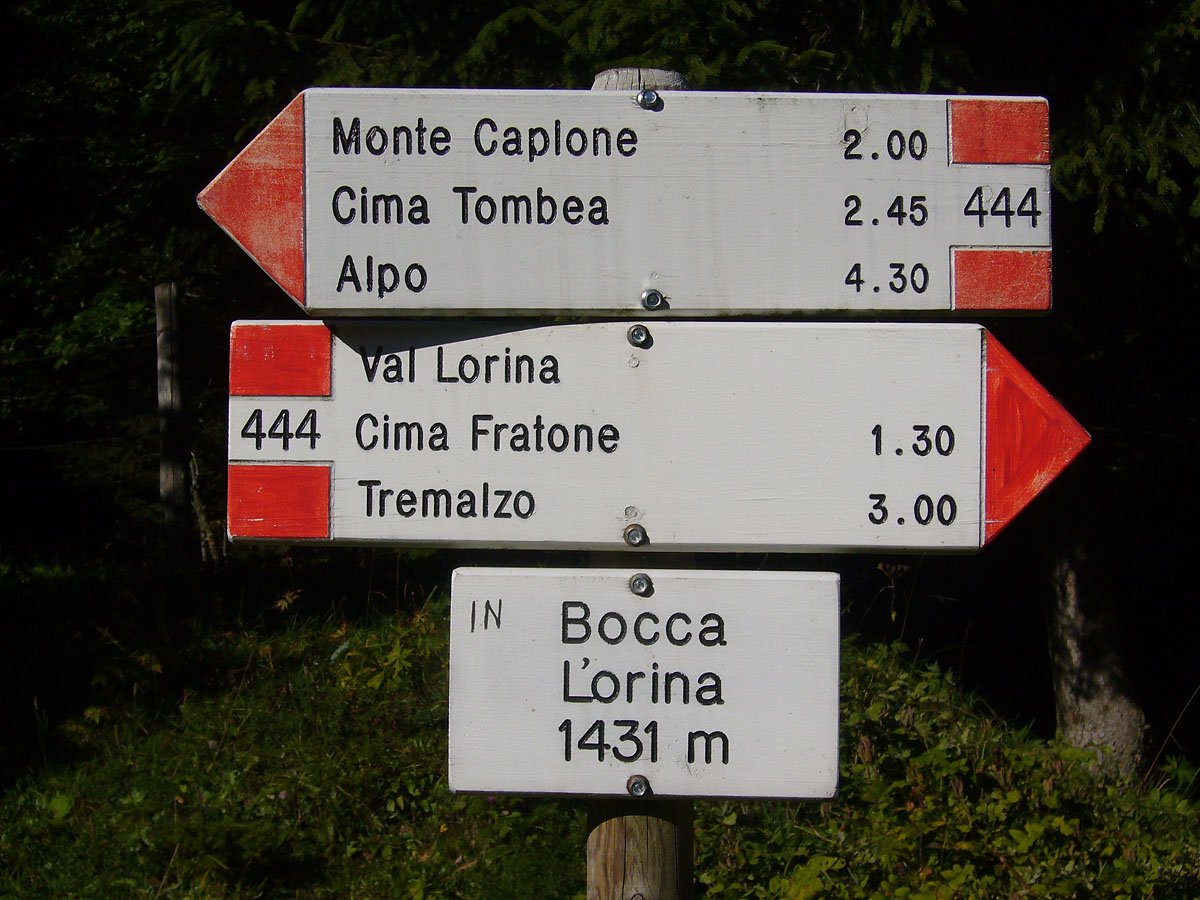 Monte Caplone 2.00
Cima Tombea 2.45 444
Alpo 4.30
Val Lorina
444 Cima Fratone 1.30
Tremalzo 3.00
IN Bocca
L'orina
1431 m